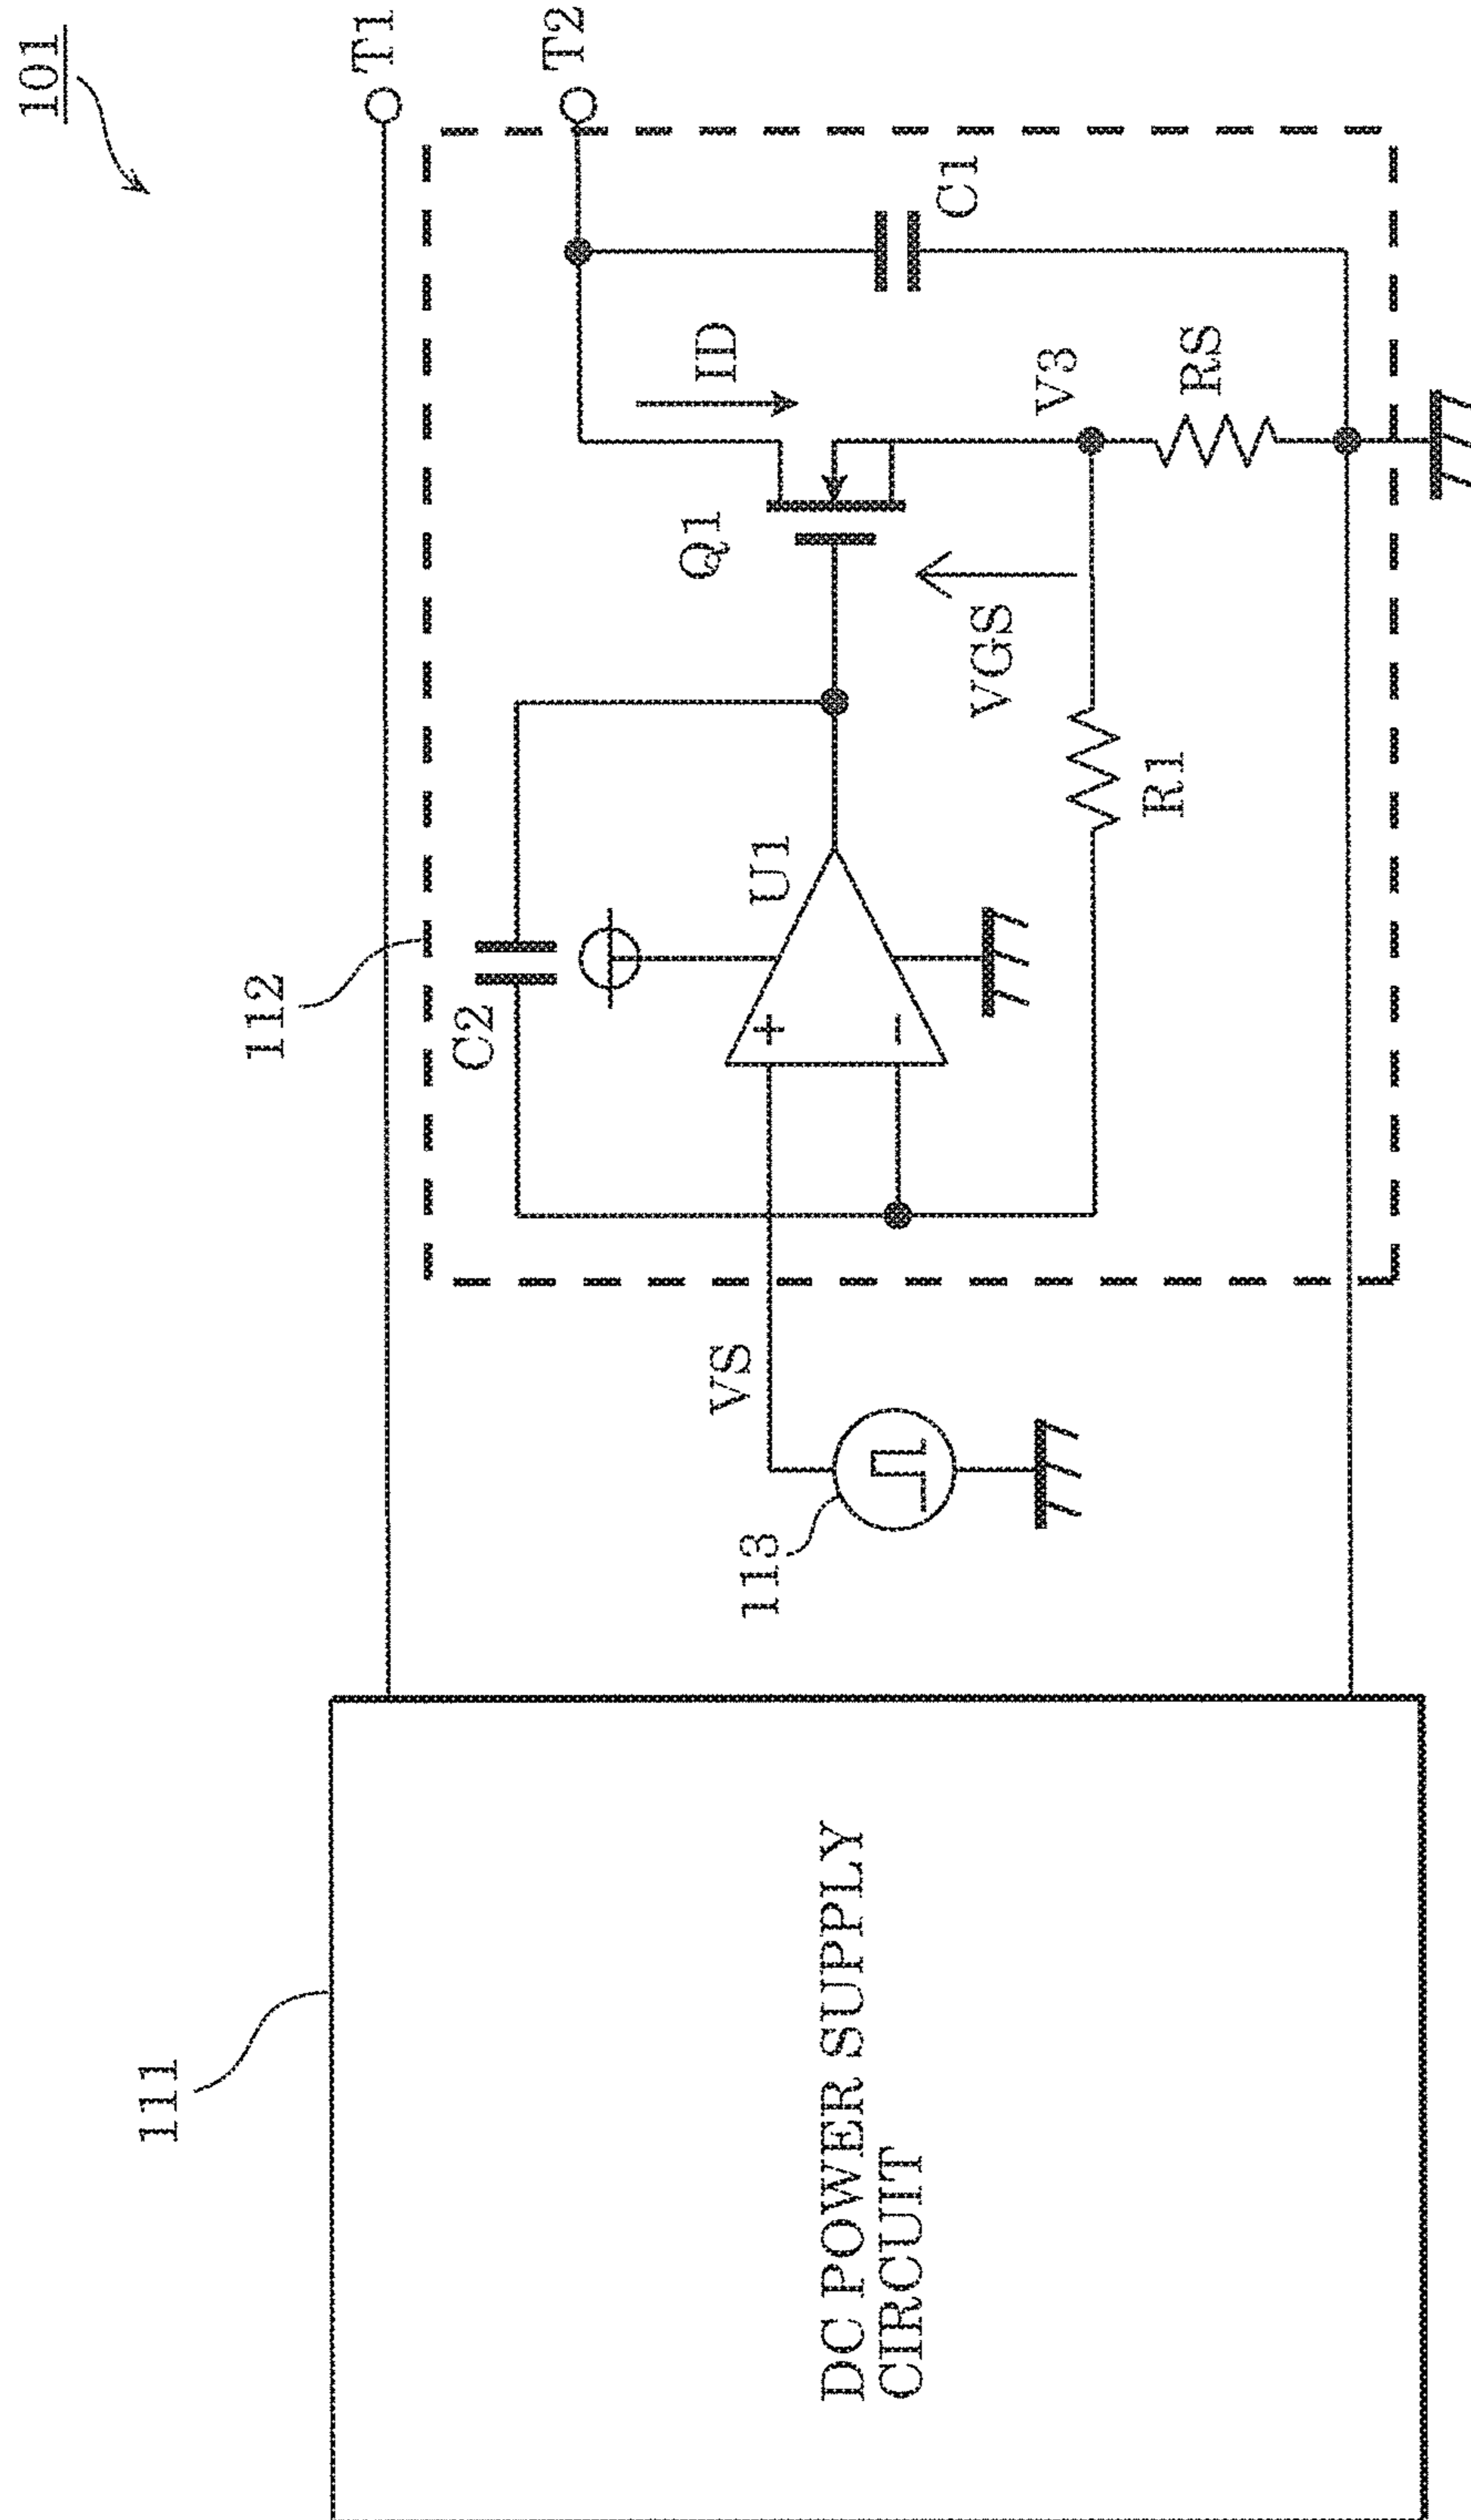 101
T1
T2
112
C2
U1
Q1
ID
C1
VGS
V3
RS
R1
+
−
VS
113
111
DC POWER SUPPLY
CIRCUIT